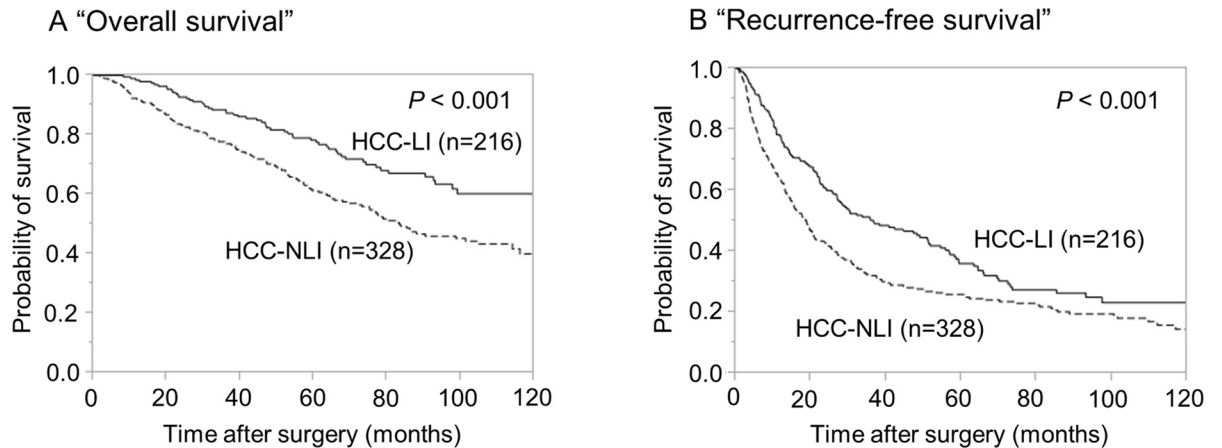 A “Overall survival”
Probability of survival
1.0
0.8
0.6
0.4
0.2
0.0
P < 0.001
HCC-LI (n=216)
HCC-NLI (n=328)
0 20 40 60 80 100 120
Time after surgery (months)
B “Recurrence-free survival”
Probability of survival
1.0
0.8
0.6
0.4
0.2
0.0
P < 0.001
HCC-LI (n=216)
HCC-NLI (n=328)
0 20 40 60 80 100 120
Time after surgery (months)